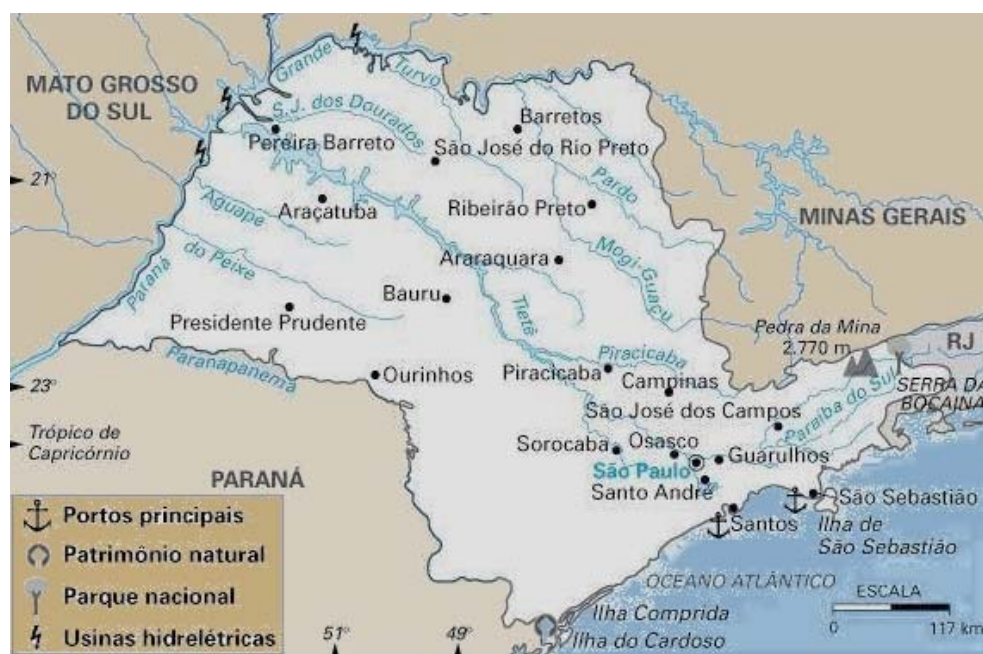 MATO GROSSO
DO SUL
Grande
Turvo
S.J. dos Dourados
Barretos
Pereira Barreto
São José do Rio Preto
21°
Pardo
Aguape
Araçatuba
Ribeirão Preto
MINAS GERAIS
do Peixe
Araraquara
Mogi-Guaçu
Paraná
Bauru
Tietê
Presidente Prudente
Pedra da Mina
2.770 m
RJ
Paranapanema
Piracicaba
23°
Ourinhos
Piracicaba
Campinas
SERRA DA
BOCAINA
São José dos Campos
Paraiba do Sul
Trópico de
Capricórnio
Sorocaba
Osasco
Guarulhos
PARANÁ
São Paulo
Santo André
São Sebastião
Santos
Ilha de
São Sebastião
Portos principais
Patrimônio natural
Parque nacional
Usinas hidrelétricas
OCEANO ATLÂNTICO
ESCALA
0
117 km
Ilha Comprida
Ilha do Cardoso
51°
49°